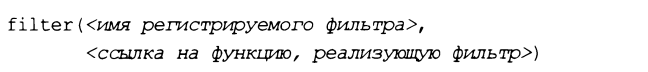 filter(<имя регистрируемого фильтра>,
<ссылка на функцию, реализующую фильтр>)